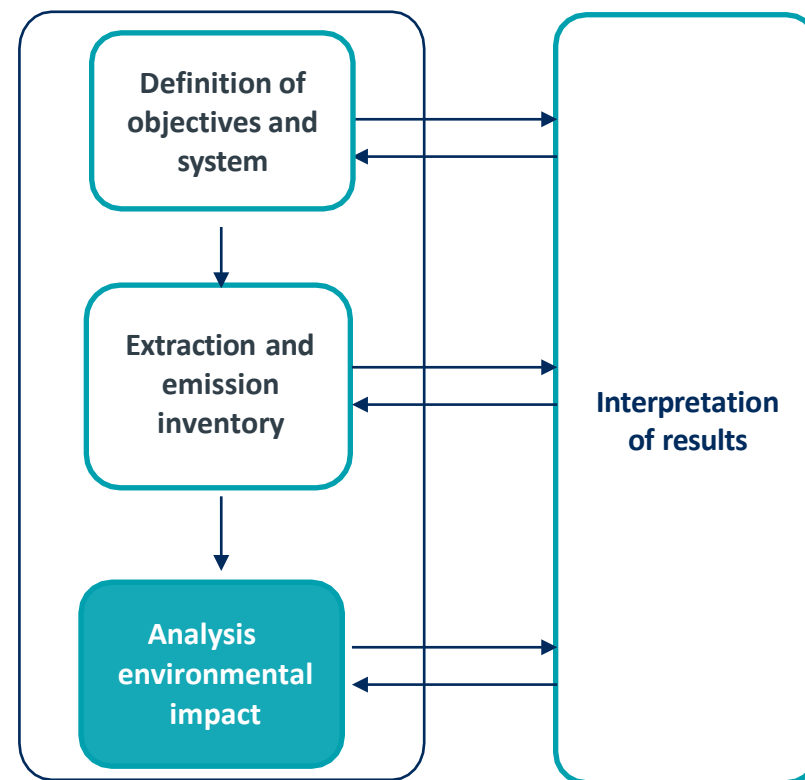 Definition of
objectives and
system
Extraction and
emission
inventory
Interpretation
of results
Analysis
environmental
impact